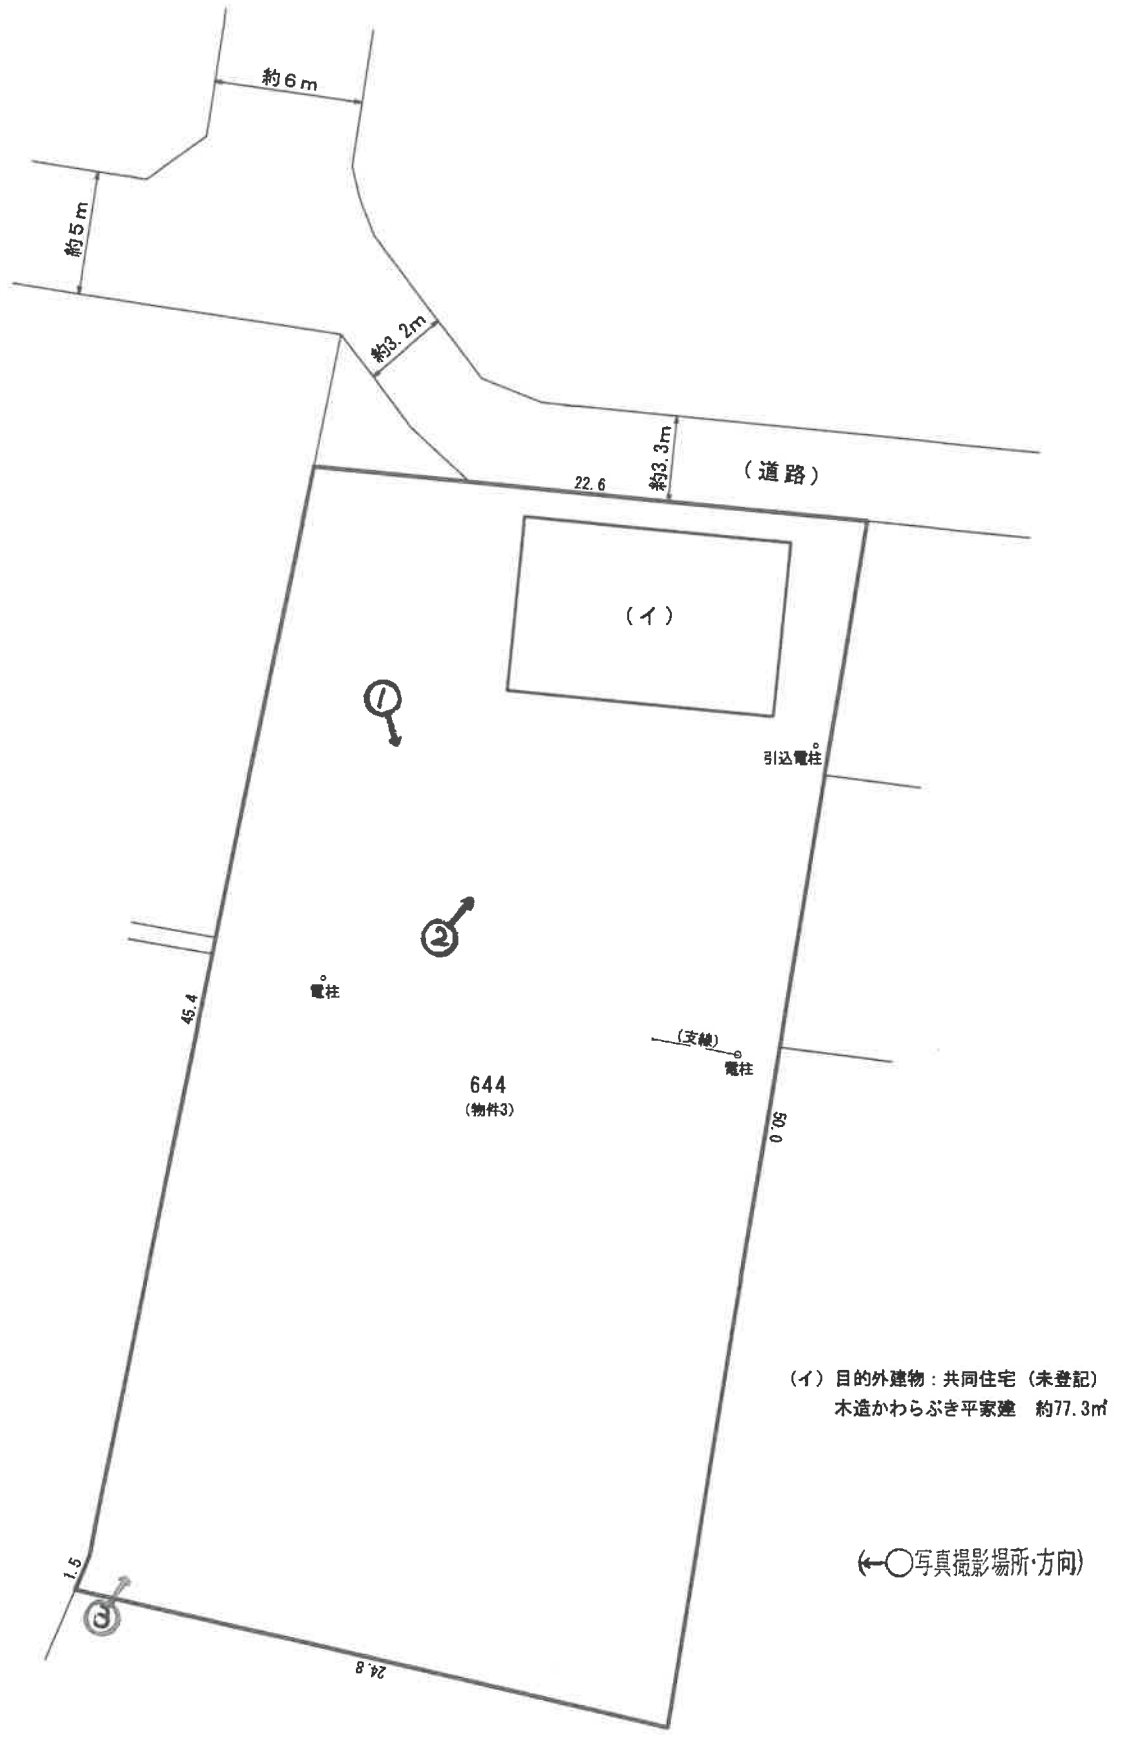 約6m
約5m
約3.2m
約3.3m
(道路)
22.6
(イ)
①
引込電柱
②
電柱
45.4
(支線)
電柱
644
(物件3)
50.0
(イ) 目的外建物:共同住宅 (未登記)
木造かわらぶき平家建 約77.3㎡
(←○写真撮影場所・方向)
1.5
24.8